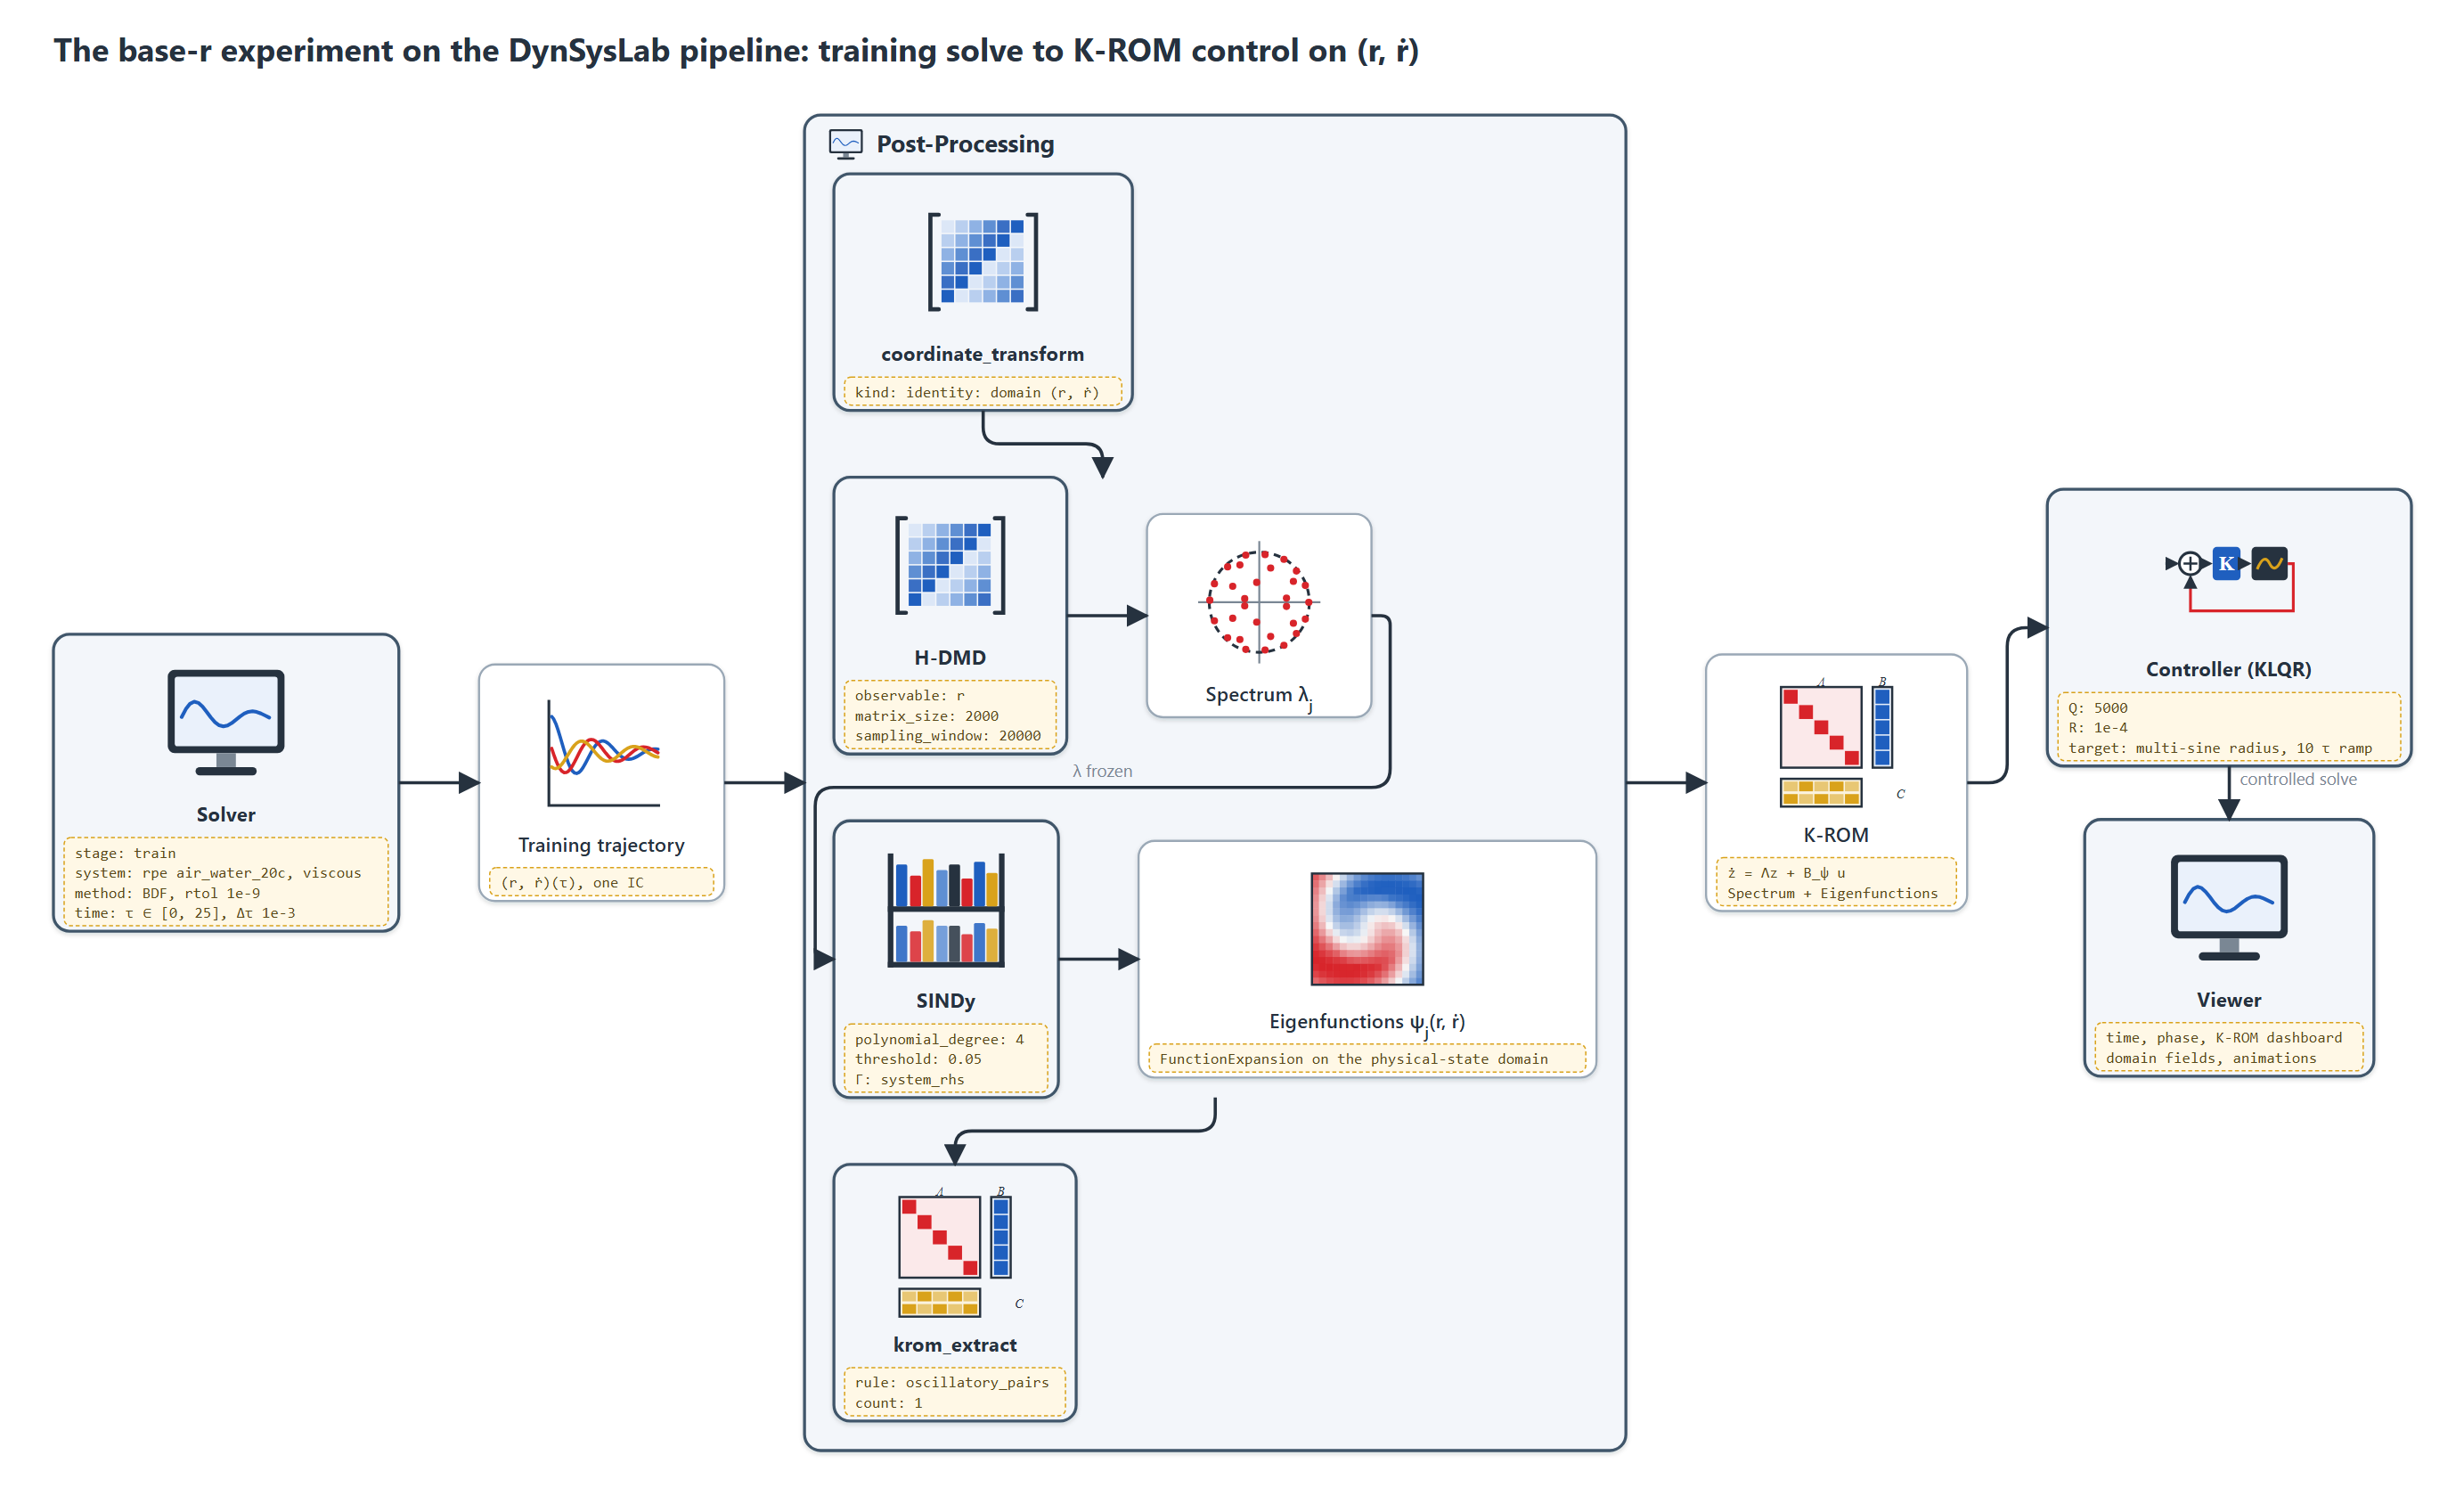 The base-r experiment on the DynSysLab pipeline: training solve to K-ROM control on (r, ṙ)
Post-Processing
coordinate_transform
kind: identity: domain (r, ṙ)
H-DMD
observable: r
matrix_size: 2000
sampling_window: 20000
Spectrum λj
λ frozen
Solver
stage: train
system: rpe air_water_20c, viscous
method: BDF, rtol 1e-9
time: τ ∈ [0, 25], Δτ 1e-3
Training trajectory
(r, ṙ)(τ), one IC
SINDy
polynomial_degree: 4
threshold: 0.05
Γ: system_rhs
Eigenfunctions ψj(r, ṙ)
FunctionExpansion on the physical-state domain
Λ B
C
krom_extract
rule: oscillatory_pairs
count: 1
Λ B
C
K-ROM
ż = Λz + B_ψ u
Spectrum + Eigenfunctions
K
Controller (KLQR)
Q: 5000
R: 1e-4
target: multi-sine radius, 10 τ ramp
controlled solve
Viewer
time, phase, K-ROM dashboard
domain fields, animations